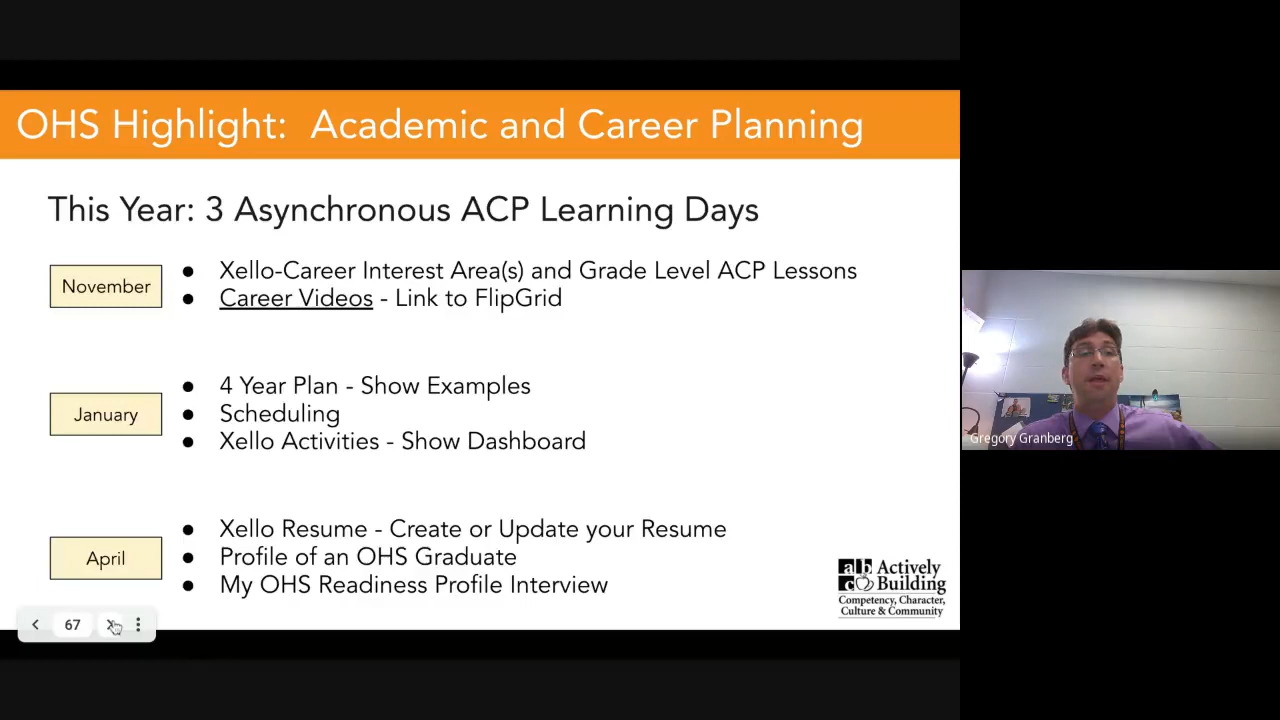 OHS Highlight: Academic and Career Planning
This Year: 3 Asynchronous ACP Learning Days
November
● Xello-Career Interest Area(s) and Grade Level ACP Lessons
● Career Videos - Link to FlipGrid
January
● 4 Year Plan - Show Examples
● Scheduling
● Xello Activities - Show Dashboard
April
● Xello Resume - Create or Update your Resume
● Profile of an OHS Graduate
● My OHS Readiness Profile Interview
abc Actively
Building
Competency, Character,
Culture & Community
67
Gregory Granberg